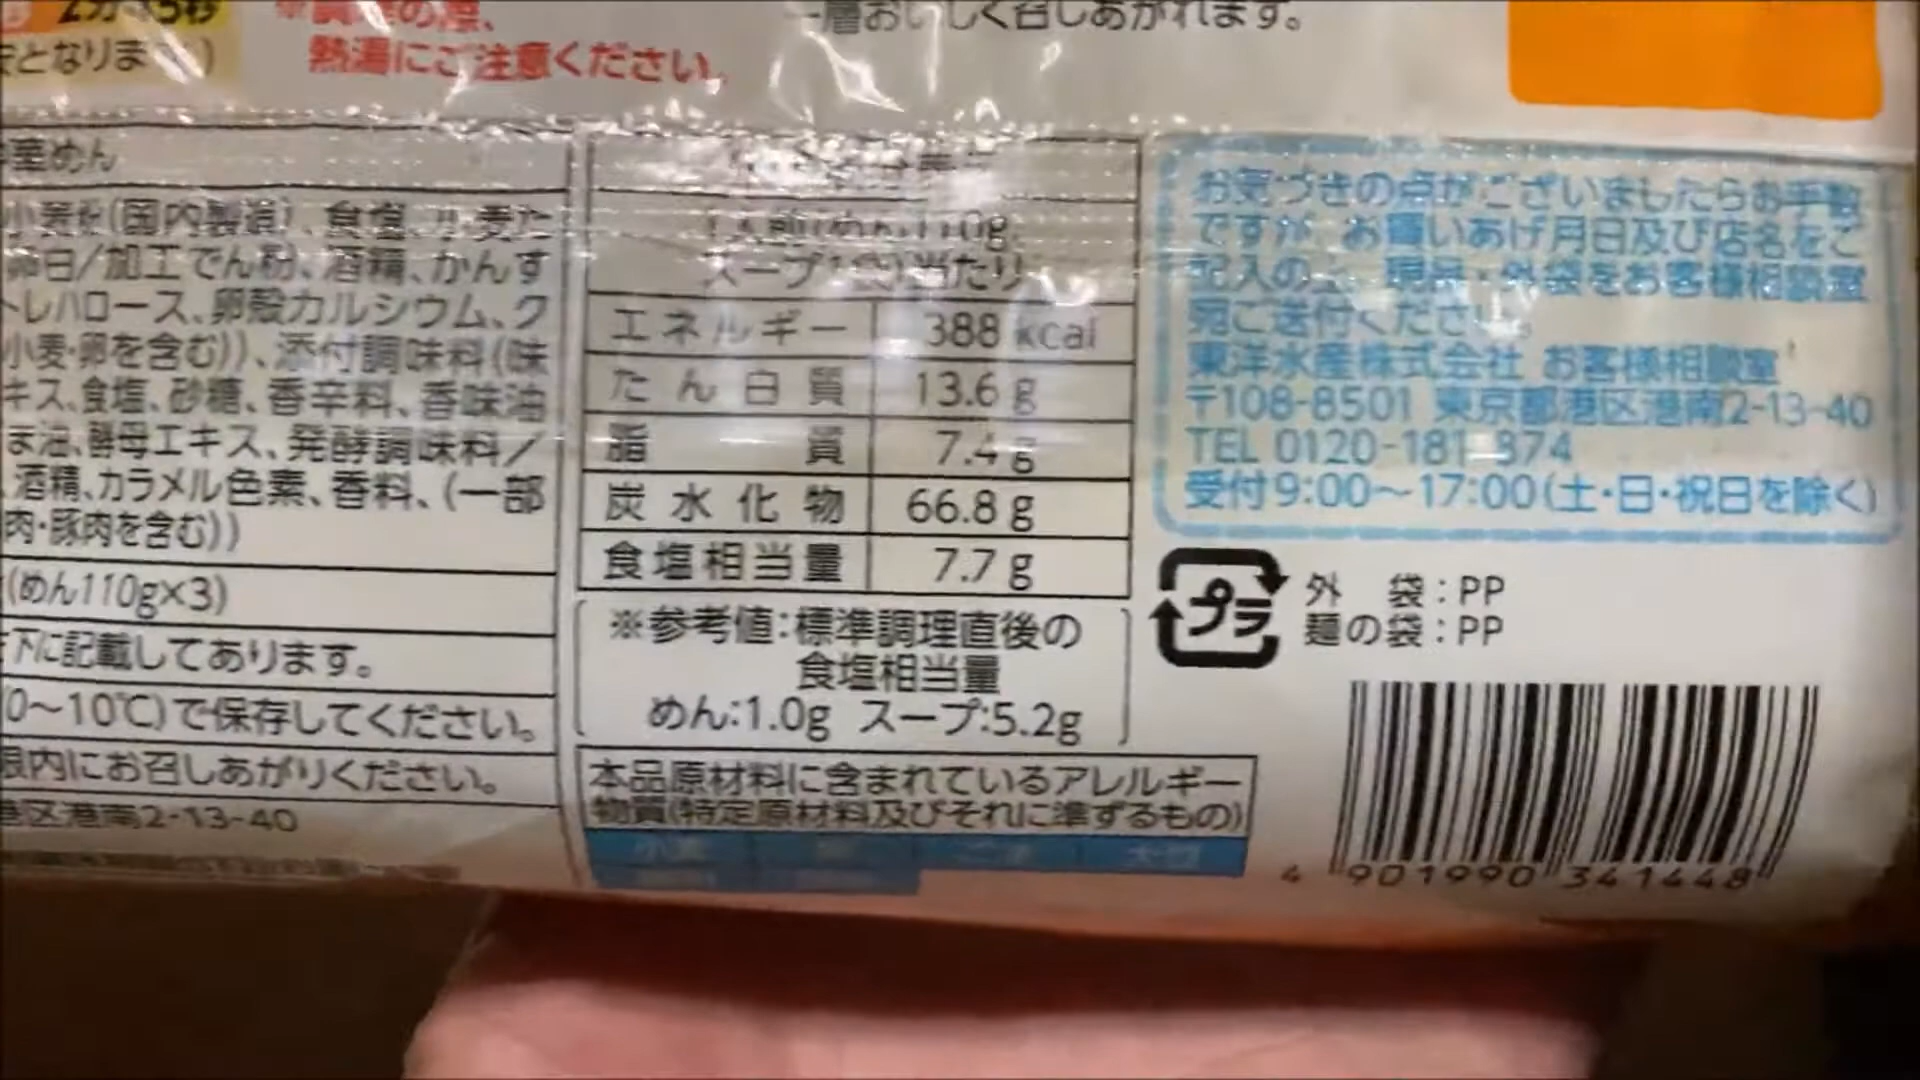 2分45秒
熱湯にご注意ください。
一層おいしく召しあがれます。
めん
小麦粉(国内製造)、食塩、小麦た
卵白/加工でん粉、酒精、かんす
トレハロース、卵殻カルシウム、ク
小麦・卵を含む))、添付調味料(味
キス、食塩、砂糖、香辛料、香味油
ま油、酵母エキス、発酵調味料/
、酒精、カラメル色素、香料、(一部
肉・豚肉を含む))
(めん110g×3)
下に記載してあります。
(0〜10℃)で保存してください。
限内にお召しあがりください。
港区港南2-13-40
1人前(めん110g、
スープ1袋)当たり
エネルギー 388 kcal
たん白質 13.6 g
脂質 7.4 g
炭水化物 66.8 g
食塩相当量 7.7 g
※参考値:標準調理直後の
食塩相当量
めん:1.0g スープ:5.2g
本品原材料に含まれているアレルギー
物質(特定原材料及びそれに準ずるもの)
小麦 ごま 大豆
お気づきの点がございましたらお手数
ですが、お買いあげ月日及び店名をご
記入の上、現品・外袋をお客様相談室
宛ご送付ください。
東洋水産株式会社 お客様相談室
〒108-8501 東京都港区港南2-13-40
TEL 0120-181-874
受付9:00〜17:00(土・日・祝日を除く)
プラ
外 袋:PP
麺の袋:PP
4 901990 341448